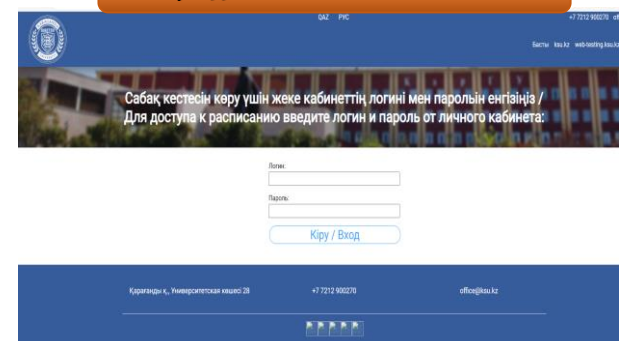 QAZ РУС
+7 7212 900270
Басты ksu.kz web-testing.ksu.kz
Сабақ кестесін көру үшін жеке кабинеттің логині мен парольін енгізіңіз /
Для доступа к расписанию введите логин и пароль от личного кабинета:
Логин:
Пароль:
Кіру / Вход
Қарағанды қ., Университетская көшесі 28
+7 7212 900270
office@ksu.kz